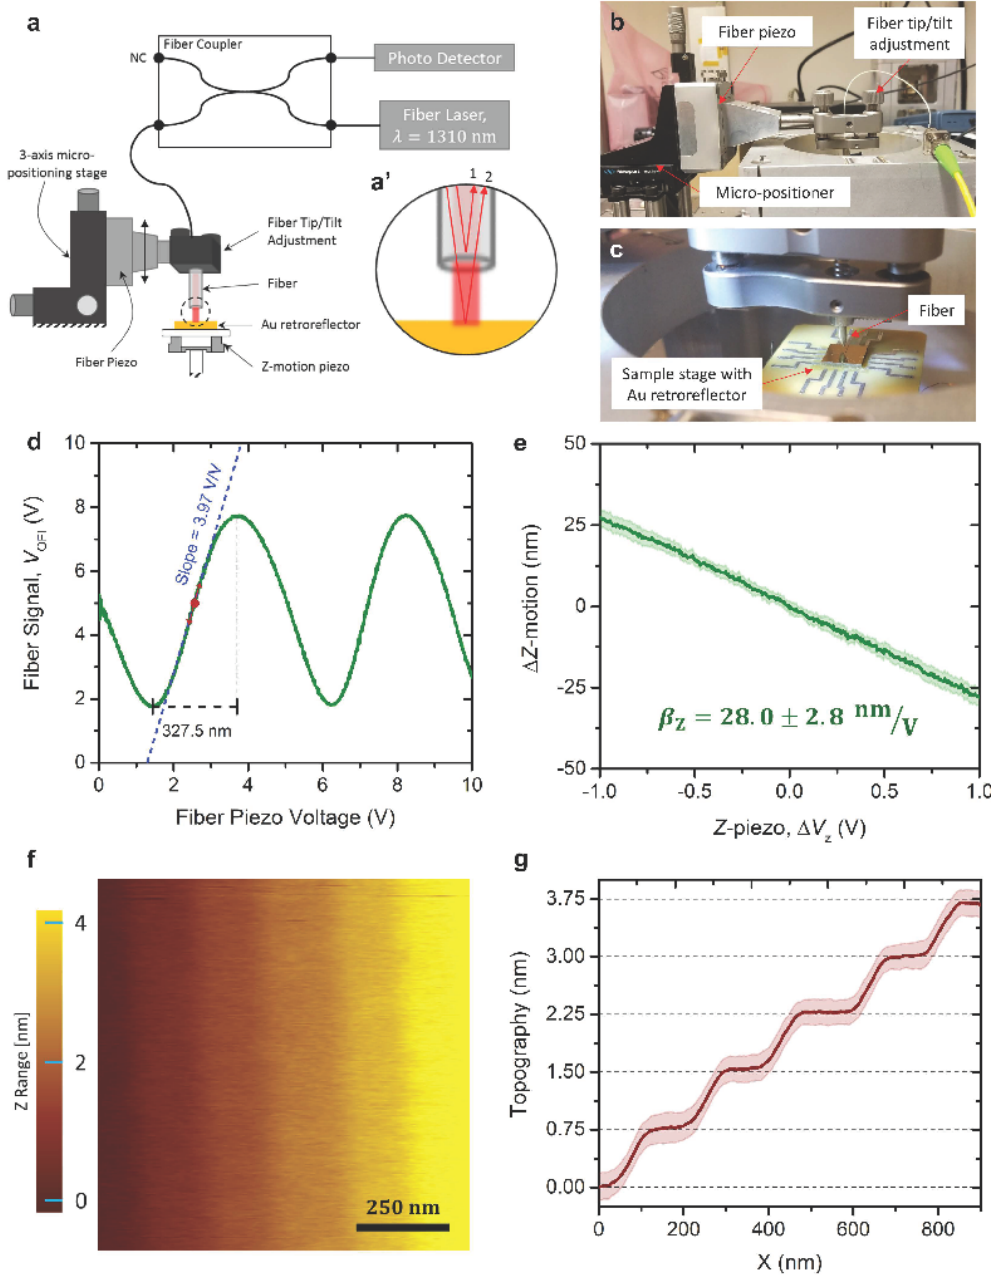 a
Fiber Coupler
NC
Photo Detector
Fiber Laser,
λ = 1310 nm
3-axis micro-
positioning stage
Fiber Tip/Tilt
Adjustment
Fiber
Au retroreflector
Fiber Piezo
Z-motion piezo
a'
1 2
b
Fiber piezo
Fiber tip/tilt
adjustment
Micro-positioner
c
Fiber
Sample stage with
Au retroreflector
d
10
8
6
4
2
0
Fiber Signal, V_OFI (V)
Slope = 3.97 V/V
327.5 nm
0 2 4 6 8 10
Fiber Piezo Voltage (V)
e
50
25
0
-25
-50
ΔZ-motion (nm)
β_Z = 28.0 ± 2.8 nm/V
-1.0 -0.5 0.0 0.5 1.0
Z-piezo, ΔV_z (V)
f
4
2
0
Z Range [nm]
250 nm
g
3.75
3.00
2.25
1.50
0.75
0.00
Topography (nm)
0 200 400 600 800
X (nm)